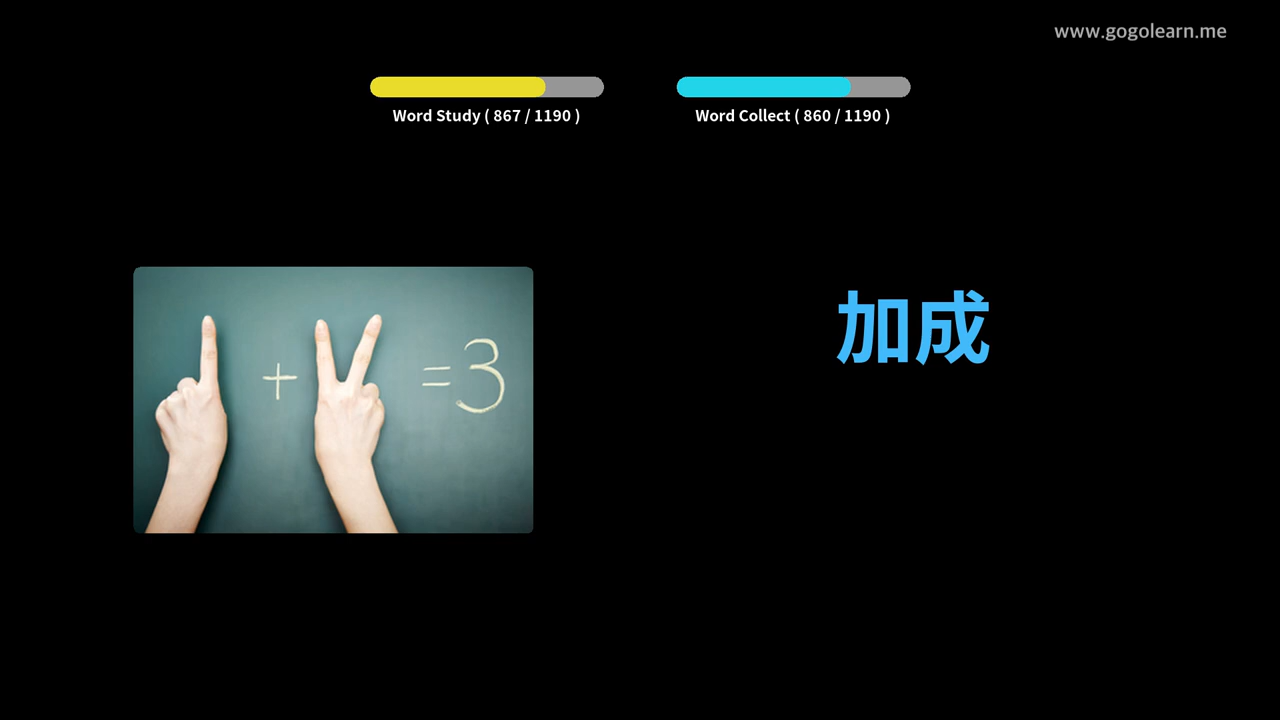 www.gogolearn.me
Word Study ( 867 / 1190 )
Word Collect ( 860 / 1190 )
+ =3
加成